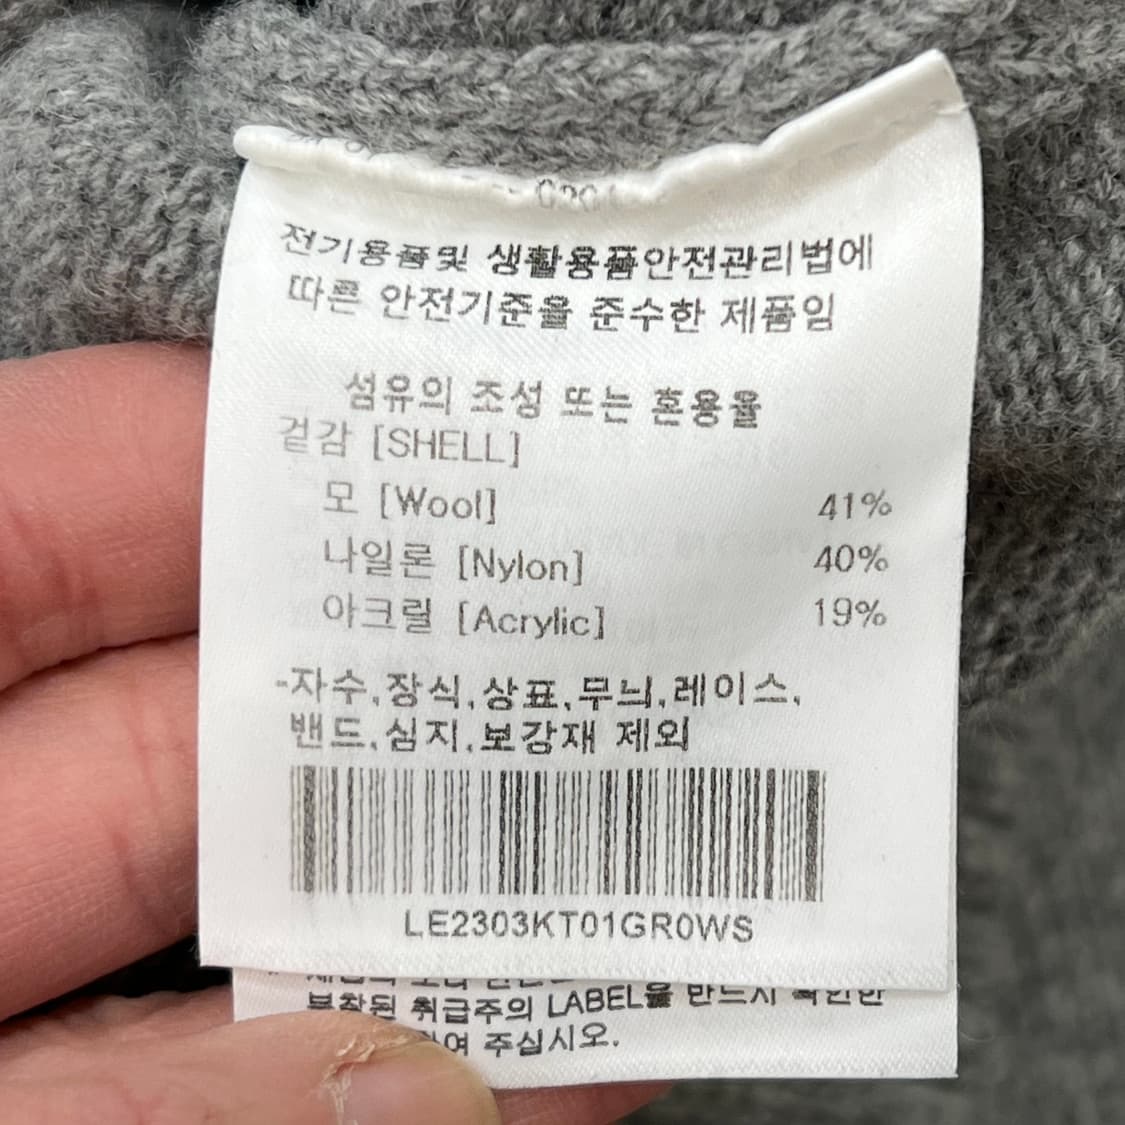 전기용품및 생활용품안전관리법에
따른 안전기준을 준수한 제품임
섬유의 조성 또는 혼용율
겉감 [SHELL]
모 [Wool] 41%
나일론 [Nylon] 40%
아크릴 [Acrylic] 19%
-자수,장식,상표,무늬,레이스,
밴드,심지,보강재 제외
LE2303KT01GR0WS
부착된 취급주의 LABEL을 반드시 확인한
주십시오.